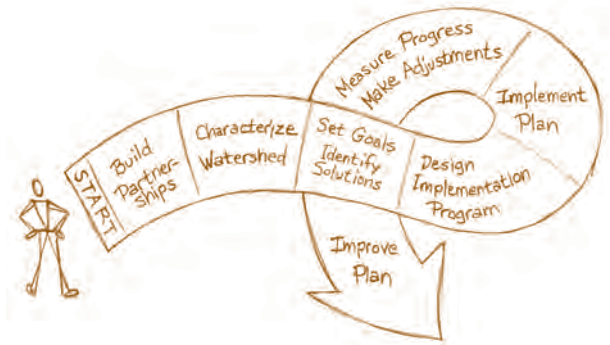 START
Build
Partner-
ships
Characterize
Watershed
Set Goals
Identify
Solutions
Design
Implementation
Program
Implement
Plan
Measure Progress
Make Adjustments
Improve
Plan